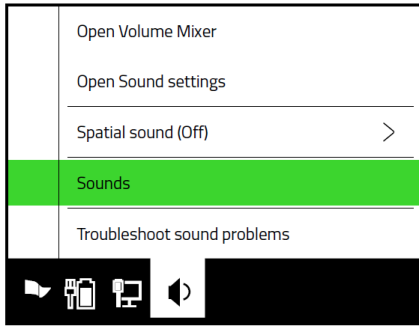 Open Volume Mixer
Open Sound settings
Spatial sound (Off)
Sounds
Troubleshoot sound problems